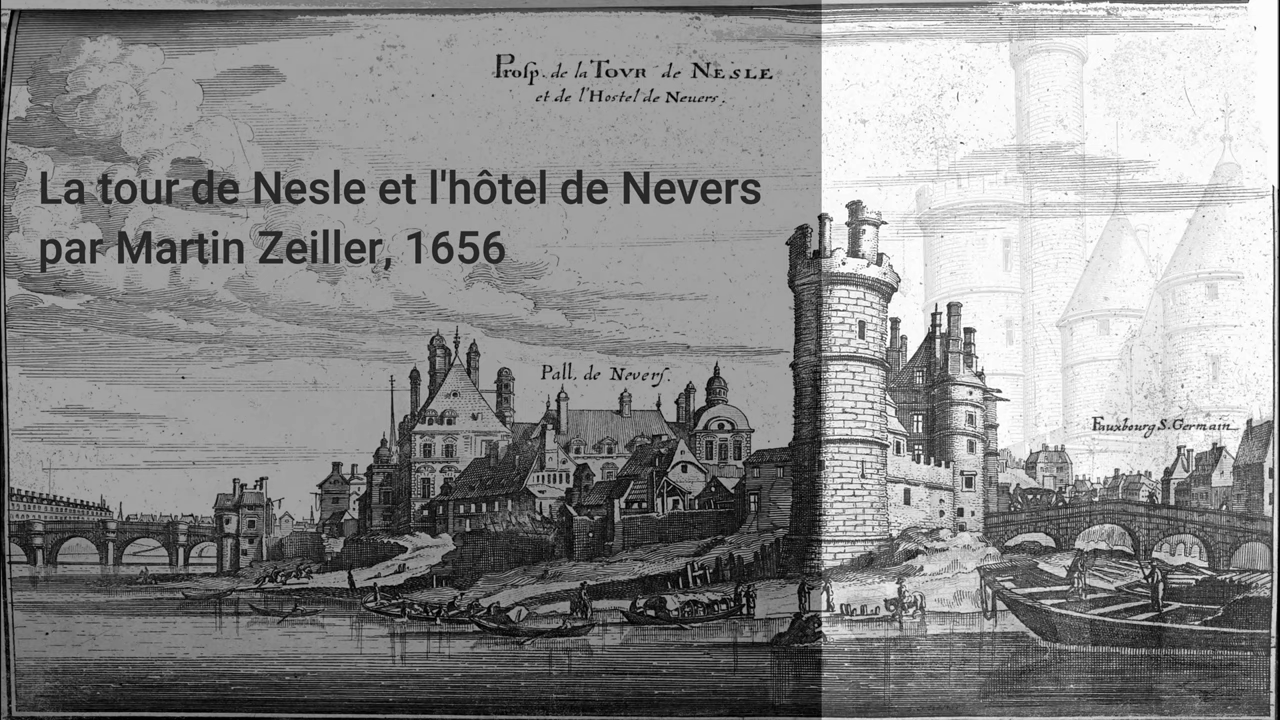 Prosp. de la TOVR de NESLE
et de l'Hostel de Neuers.
La tour de Nesle et l'hôtel de Nevers
par Martin Zeiller, 1656
Pall. de Nevers.
Fauxbourg S. Germain